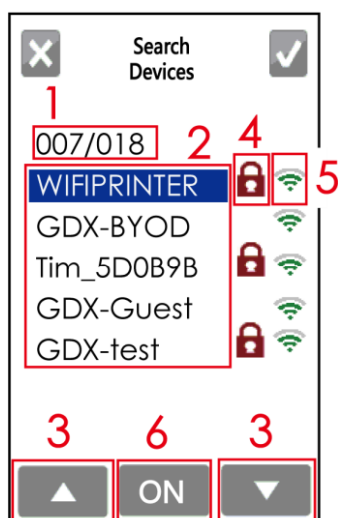 Search
Devices
1
007/018 2 4
WIFIPRINTER 5
GDX-BYOD
Tim_5D0B9B
GDX-Guest
GDX-test
3 6 3
ON